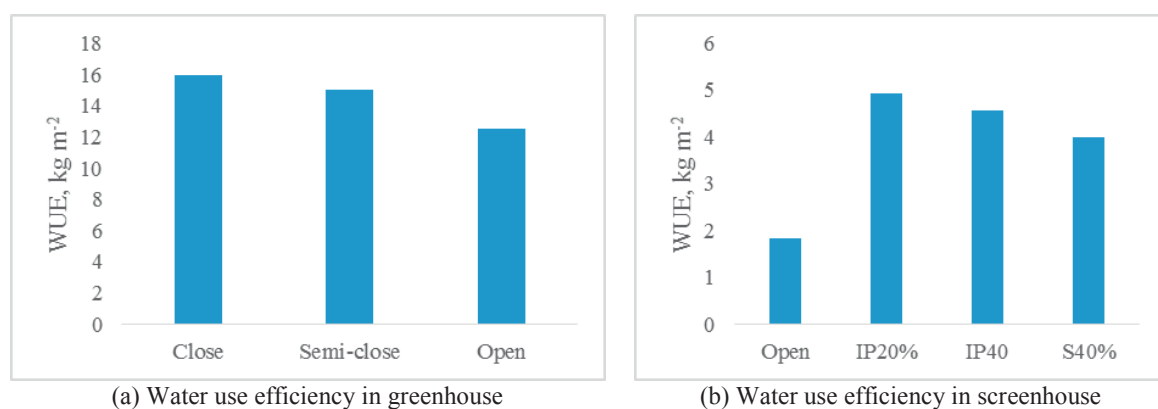 18
16
14
12
10
8
6
4
2
0
WUE, kg m⁻²
Close Semi-close Open
(a) Water use efficiency in greenhouse
6
5
4
3
2
1
0
WUE, kg m⁻²
Open IP20% IP40 S40%
(b) Water use efficiency in screenhouse